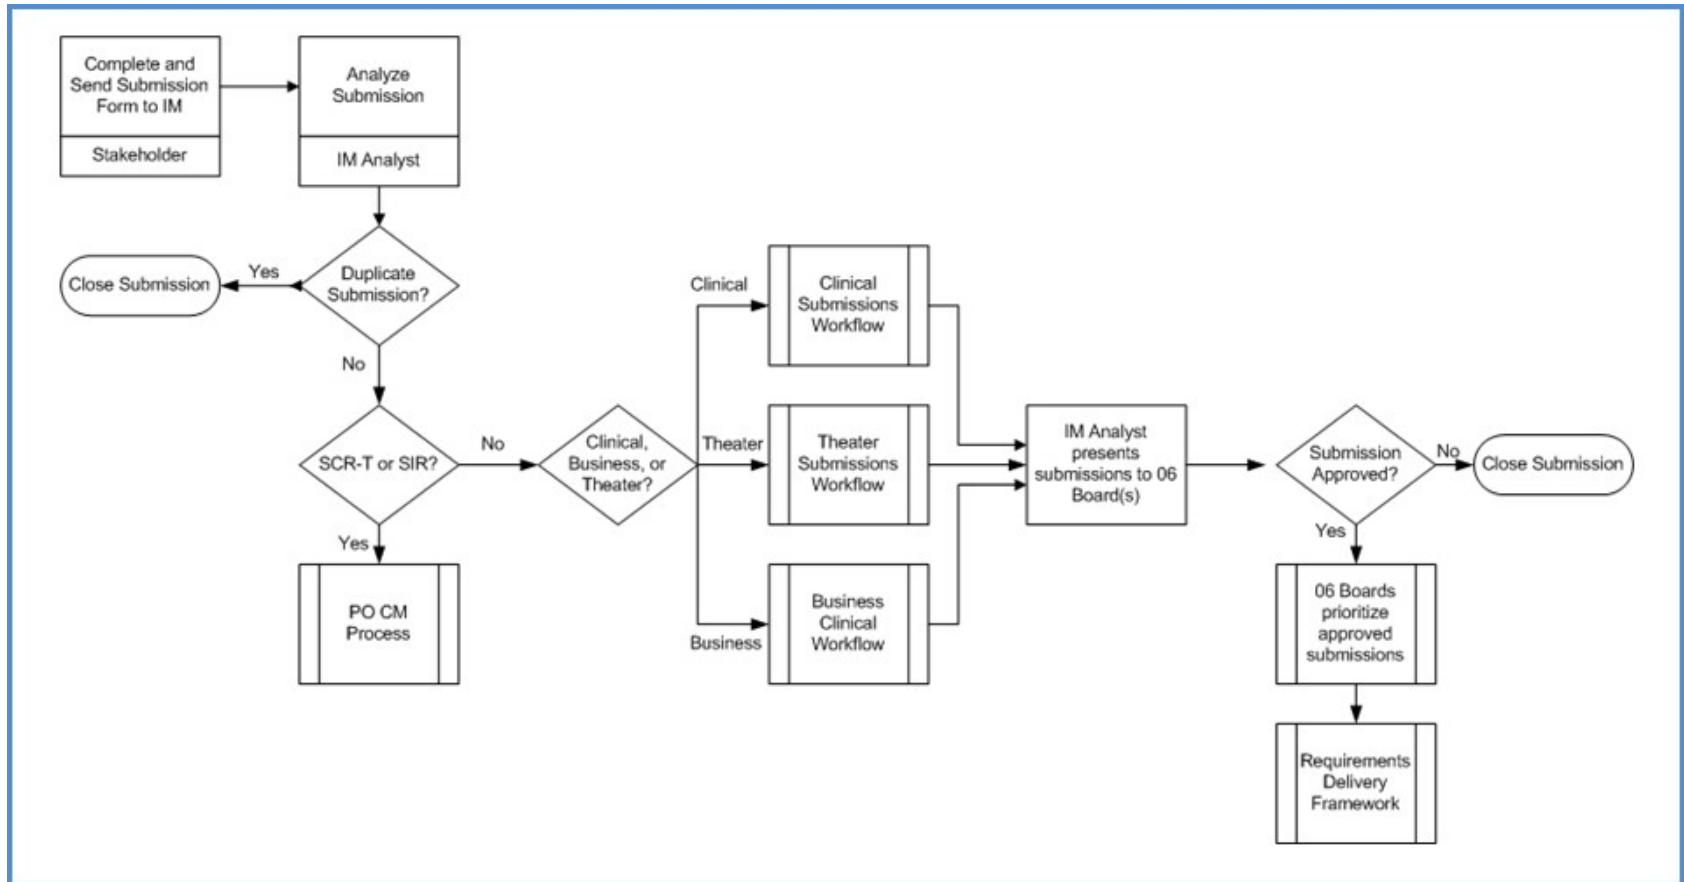 Complete and
Send Submission
Form to IM
Stakeholder
Analyze
Submission
IM Analyst
Duplicate
Submission?
Yes
Close Submission
No
SCR-T or SIR?
Yes
PO CM
Process
No
Clinical,
Business, or
Theater?
Clinical
Clinical
Submissions
Workflow
Theater
Theater
Submissions
Workflow
Business
Business
Clinical
Workflow
IM Analyst
presents
submissions to 06
Board(s)
Submission
Approved?
No
Close Submission
Yes
06 Boards
prioritize
approved
submissions
Requirements
Delivery
Framework